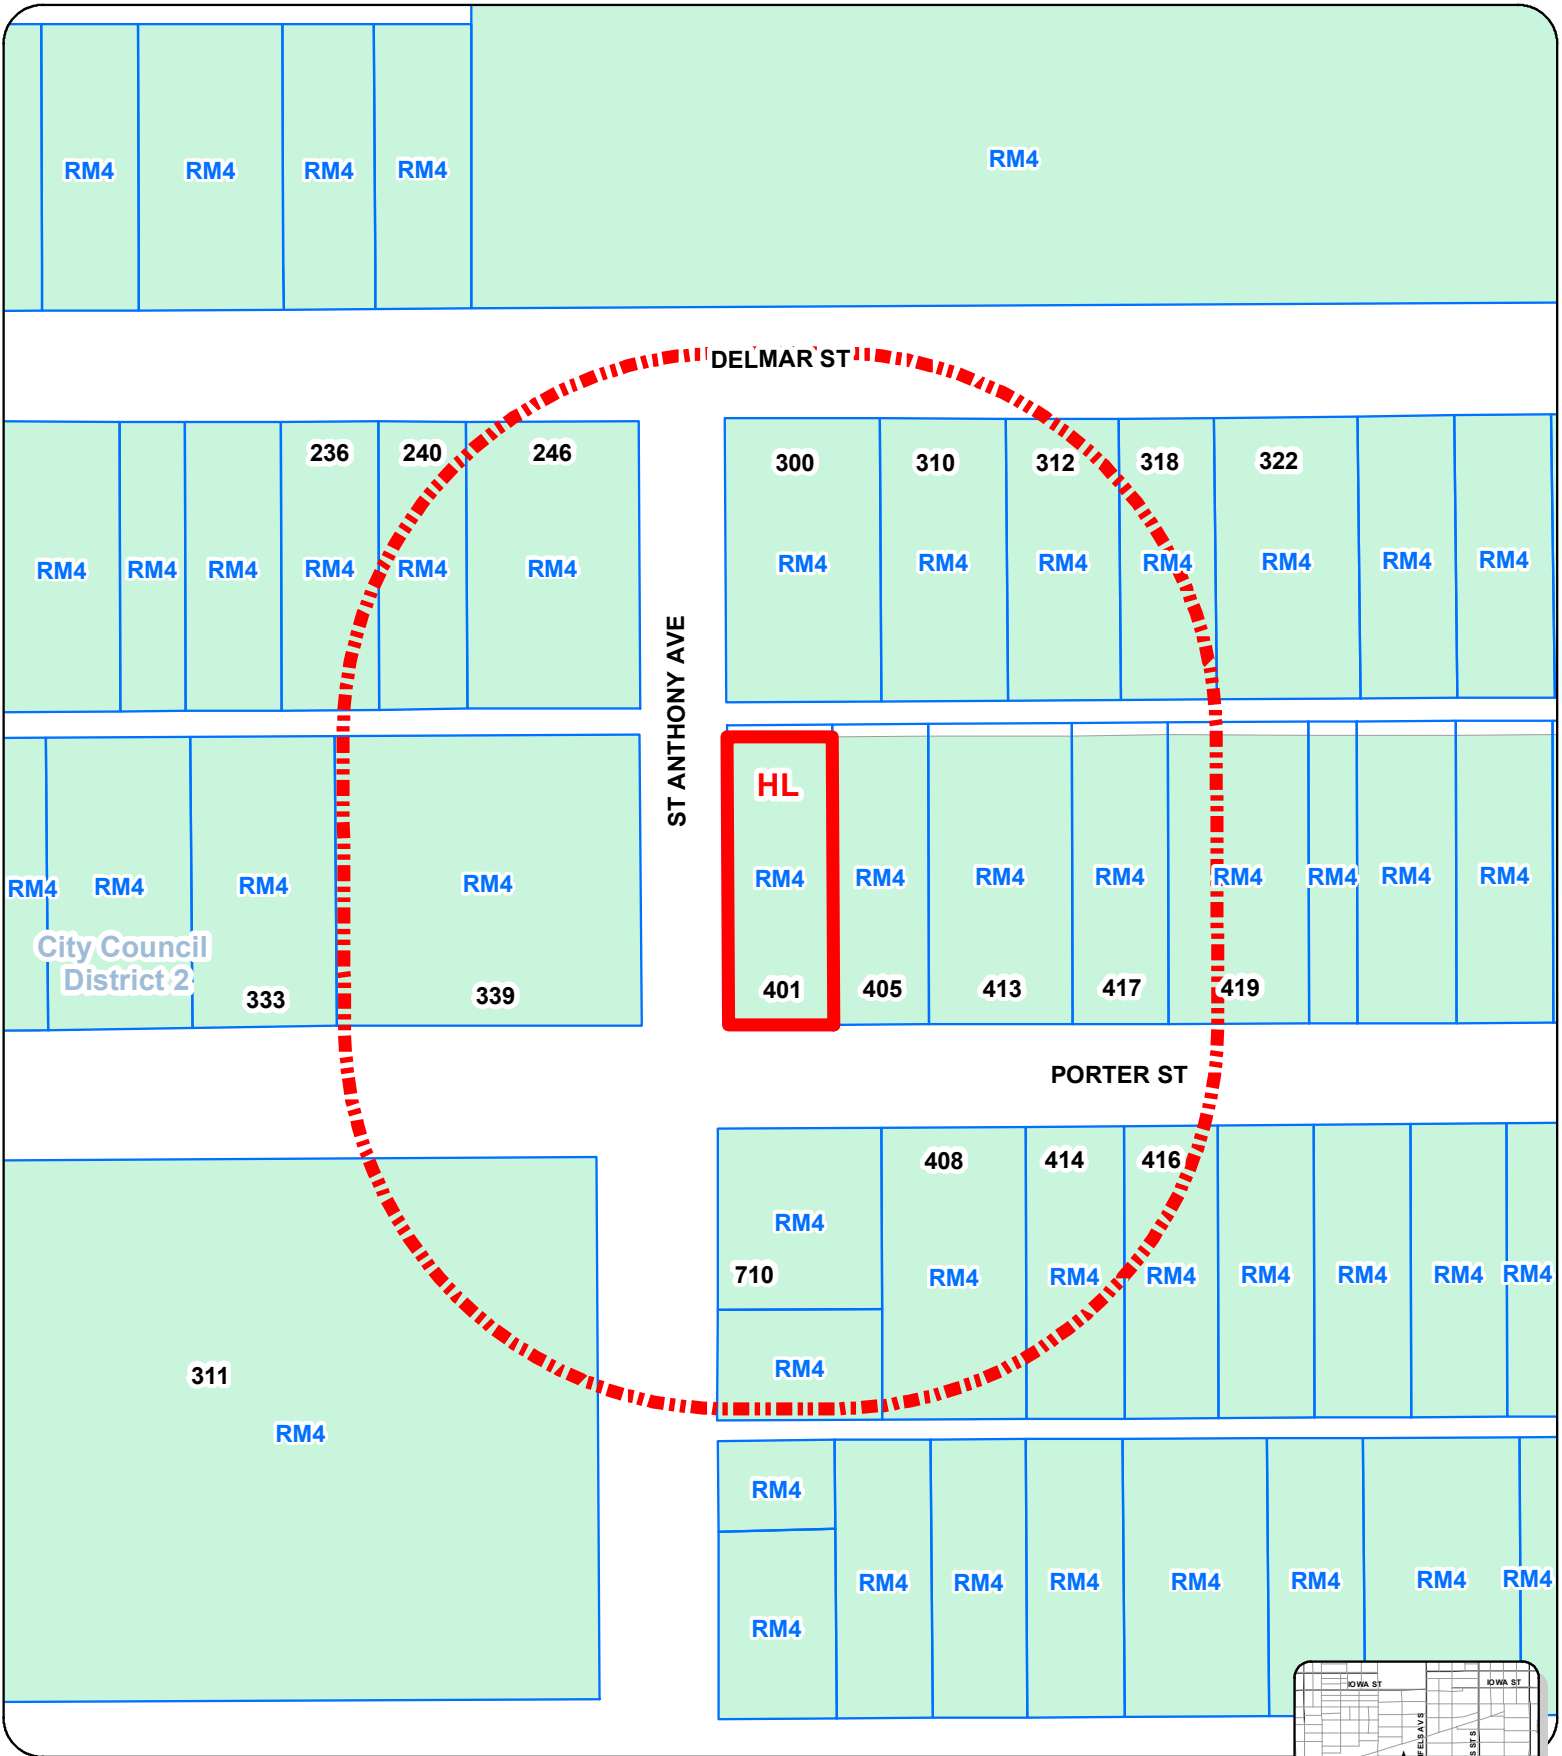 RM4 RM4 RM4 RM4 RM4
DELMAR ST
236 240 246 300 310 312 318 322
RM4 RM4 RM4 RM4 RM4 RM4 RM4 RM4 RM4 RM4 RM4 RM4 RM4
ST ANTHONY AVE
HL
RM4 RM4 RM4 RM4 RM4 RM4 RM4 RM4 RM4 RM4 RM4 RM4
City Council
District 2
333 339 401 405 413 417 419
PORTER ST
408 414 416
RM4
710
RM4 RM4 RM4 RM4 RM4 RM4 RM4
RM4
311
RM4
RM4
RM4 RM4 RM4 RM4 RM4 RM4 RM4
RM4
IOWA ST IOWA ST